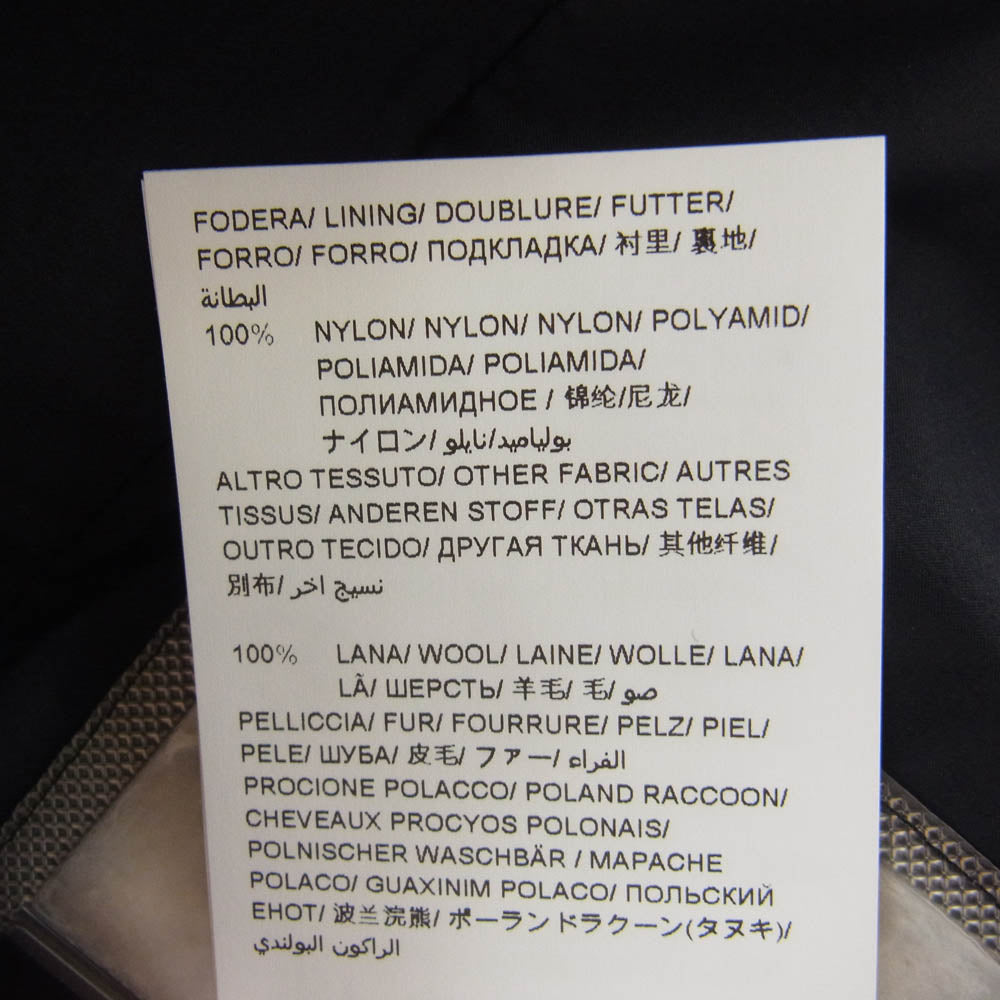 FODERA/ LINING/ DOUBLURE/ FUTTER/
FORRO/ FORRO/ ПОДКЛАДКА/ 衬里/ 裏地/
البطانة
100% NYLON/ NYLON/ NYLON/ POLYAMID/
POLIAMIDA/ POLIAMIDA/
ПОЛИАМИДНОЕ / 锦纶/尼龙/
ナイロン/ بولياميد/نايلو
ALTRO TESSUTO/ OTHER FABRIC/ AUTRES
TISSUS/ ANDEREN STOFF/ OTRAS TELAS/
OUTRO TECIDO/ ДРУГАЯ ТКАНЬ/ 其他纤维/
別布/ نسيج اخر
100% LANA/ WOOL/ LAINE/ WOLLE/ LANA/
LÃ/ ШЕРСТЬ/ 羊毛/ 毛/ صو
PELLICCIA/ FUR/ FOURRURE/ PELZ/ PIEL/
PELE/ ШУБА/ 皮毛/ ファー/ الفراء
PROCIONE POLACCO/ POLAND RACCOON/
CHEVEAUX PROCYOS POLONAIS/
POLNISCHER WASCHBÄR / MAPACHE
POLACO/ GUAXINIM POLACO/ ПОЛЬСКИЙ
ЕНОТ/ 波兰浣熊/ ポーランドラクーン(タヌキ)/
الراكون البولندي